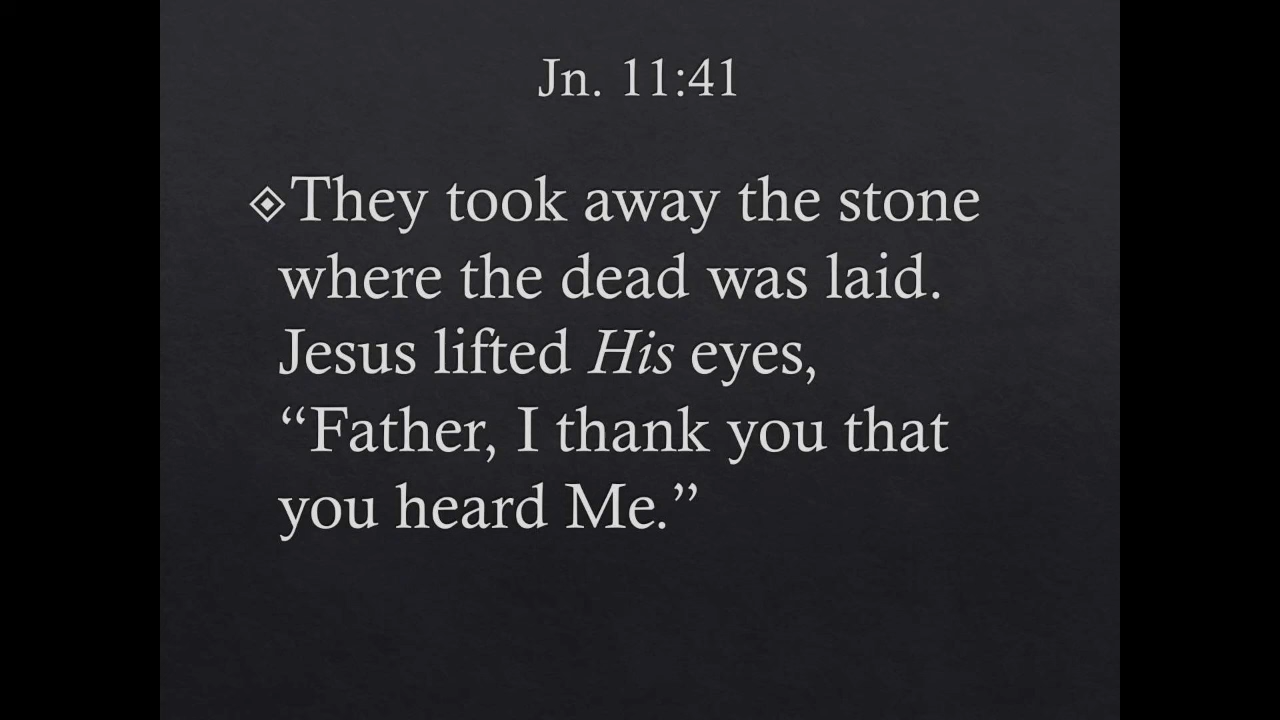 Jn. 11:41
They took away the stone
where the dead was laid.
Jesus lifted His eyes,
“Father, I thank you that
you heard Me.”